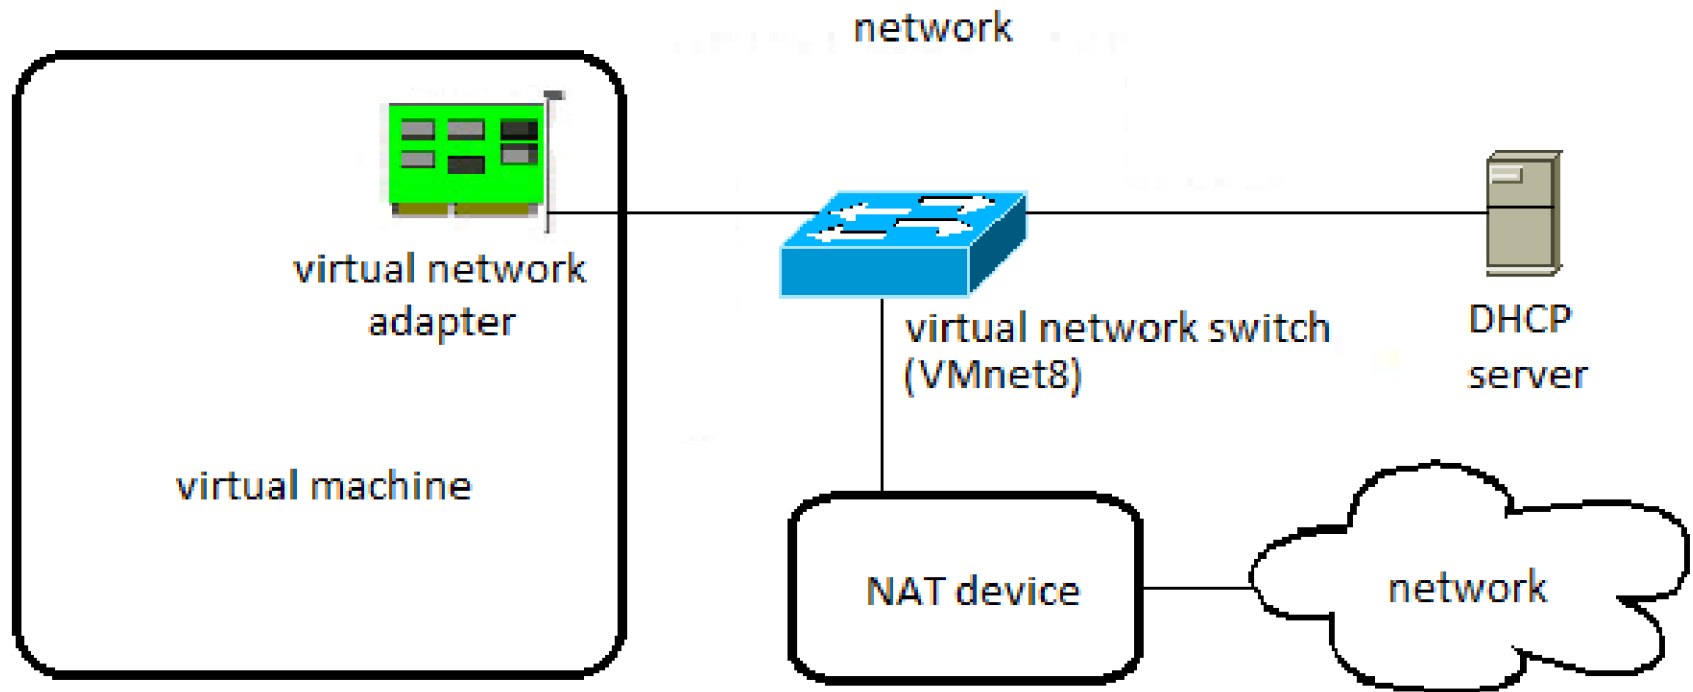 network
virtual network
adapter
virtual network switch
(VMnet8)
DHCP
server
virtual machine
NAT device
network